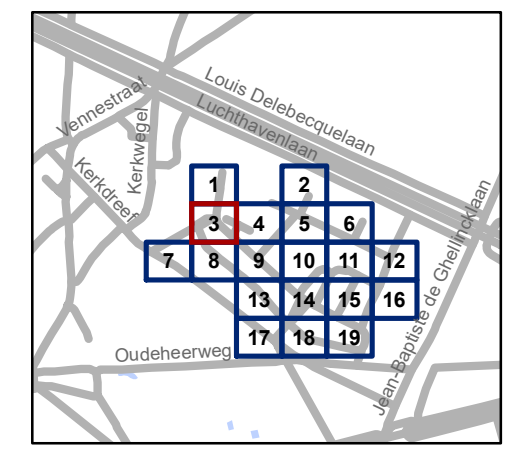 Louis Delebecquelaan
Luchthavenlaan
Vennestraat
Kerkwegel
Kerkdreef
1 2
3 4 5 6
7 8 9 10 11 12
13 14 15 16
17 18 19
Oudeheerweg
Jean-Baptiste de Ghellincklaan